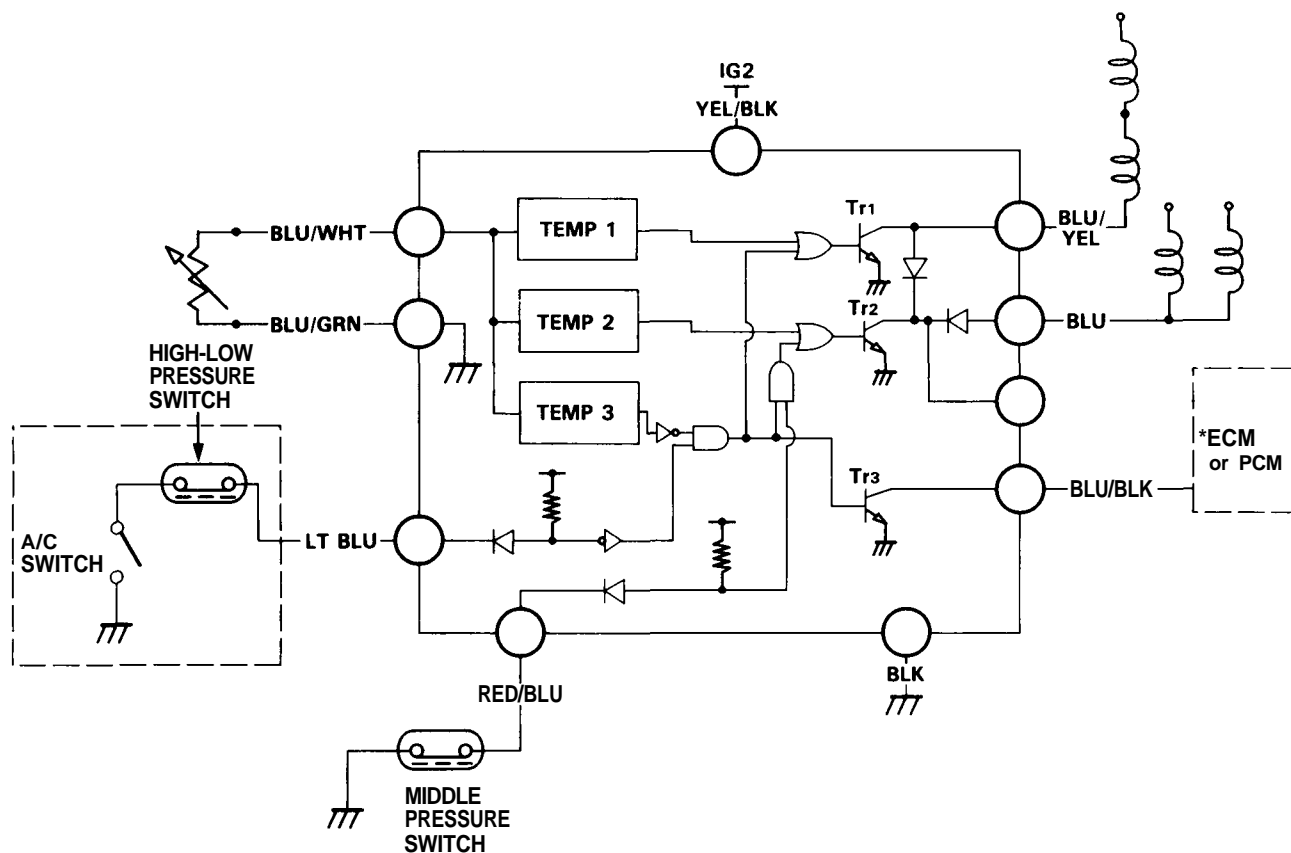 IG2
YEL/BLK
BLU/WHT
TEMP 1
Tr1
BLU/
YEL
BLU/GRN
TEMP 2
Tr2
BLU
HIGH-LOW
PRESSURE
SWITCH
TEMP 3
*ECM
or PCM
Tr3
BLU/BLK
A/C
SWITCH
LT BLU
BLK
RED/BLU
MIDDLE
PRESSURE
SWITCH